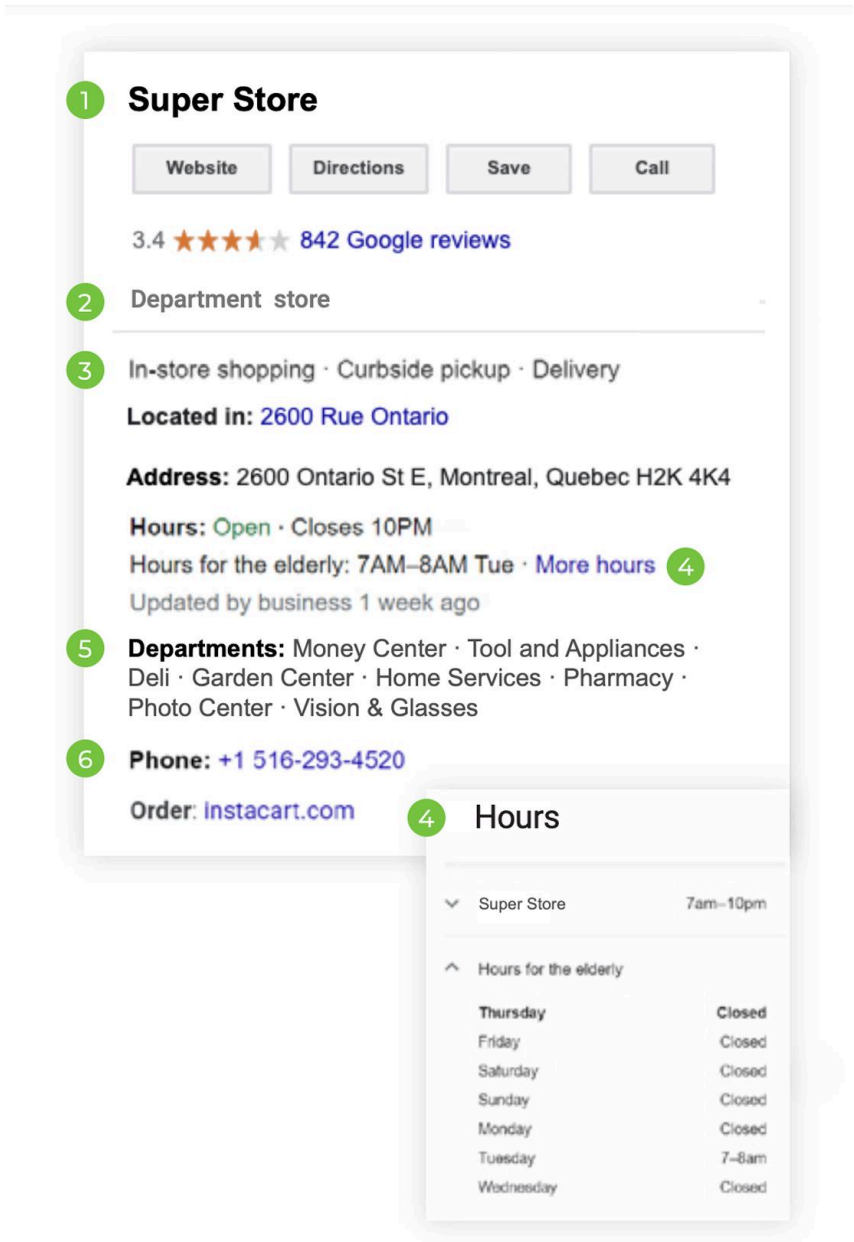 1 Super Store
Website Directions Save Call
3.4 842 Google reviews
2 Department store
3 In-store shopping · Curbside pickup · Delivery
Located in: 2600 Rue Ontario
Address: 2600 Ontario St E, Montreal, Quebec H2K 4K4
Hours: Open · Closes 10PM
Hours for the elderly: 7AM–8AM Tue · More hours 4
Updated by business 1 week ago
5 Departments: Money Center · Tool and Appliances ·
Deli · Garden Center · Home Services · Pharmacy ·
Photo Center · Vision & Glasses
6 Phone: +1 516-293-4520
Order: instacart.com
4 Hours
Super Store 7am–10pm
Hours for the elderly
Thursday Closed
Friday Closed
Saturday Closed
Sunday Closed
Monday Closed
Tuesday 7–8am
Wednesday Closed